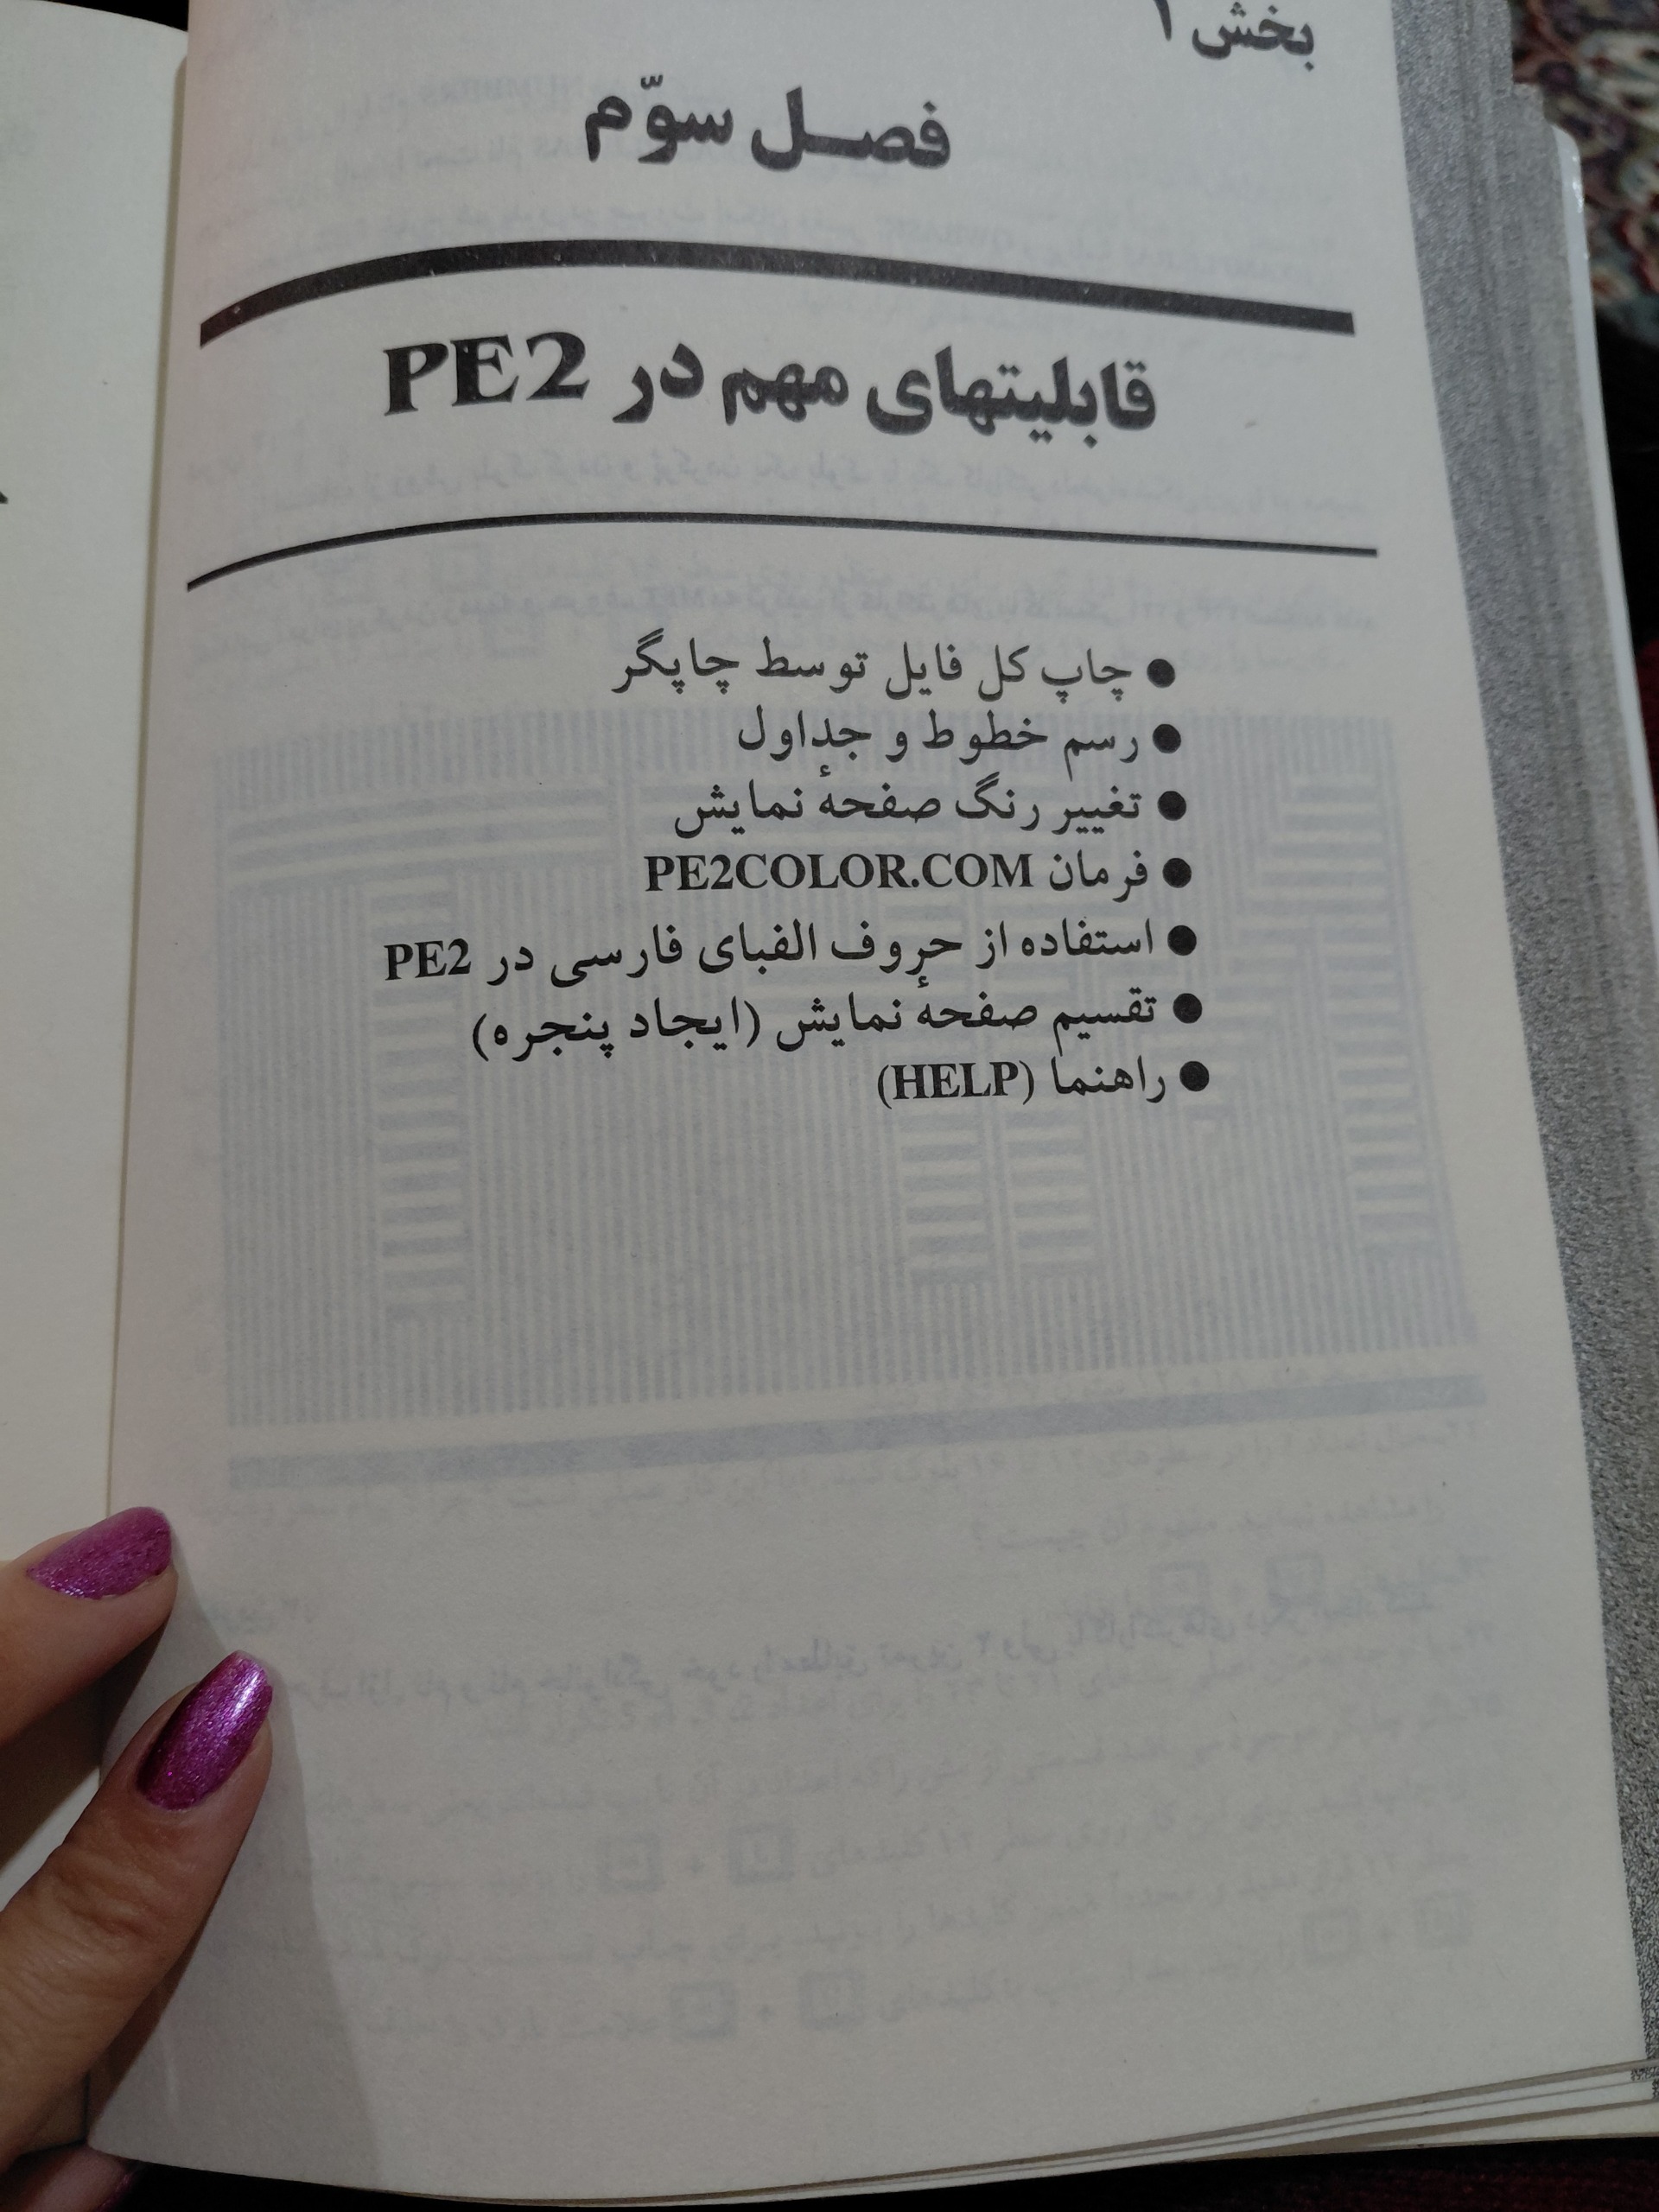 بخش ۱
فصل سوّم
قابلیتهای مهم در PE2
● چاپ کل فایل توسط چاپگر
● رسم خطوط و جداول
● تغییر رنگ صفحهٔ نمایش
● فرمان PE2COLOR.COM
● استفاده از حروف الفبای فارسی در PE2
● تقسیم صفحهٔ نمایش (ایجاد پنجره)
● راهنما (HELP)